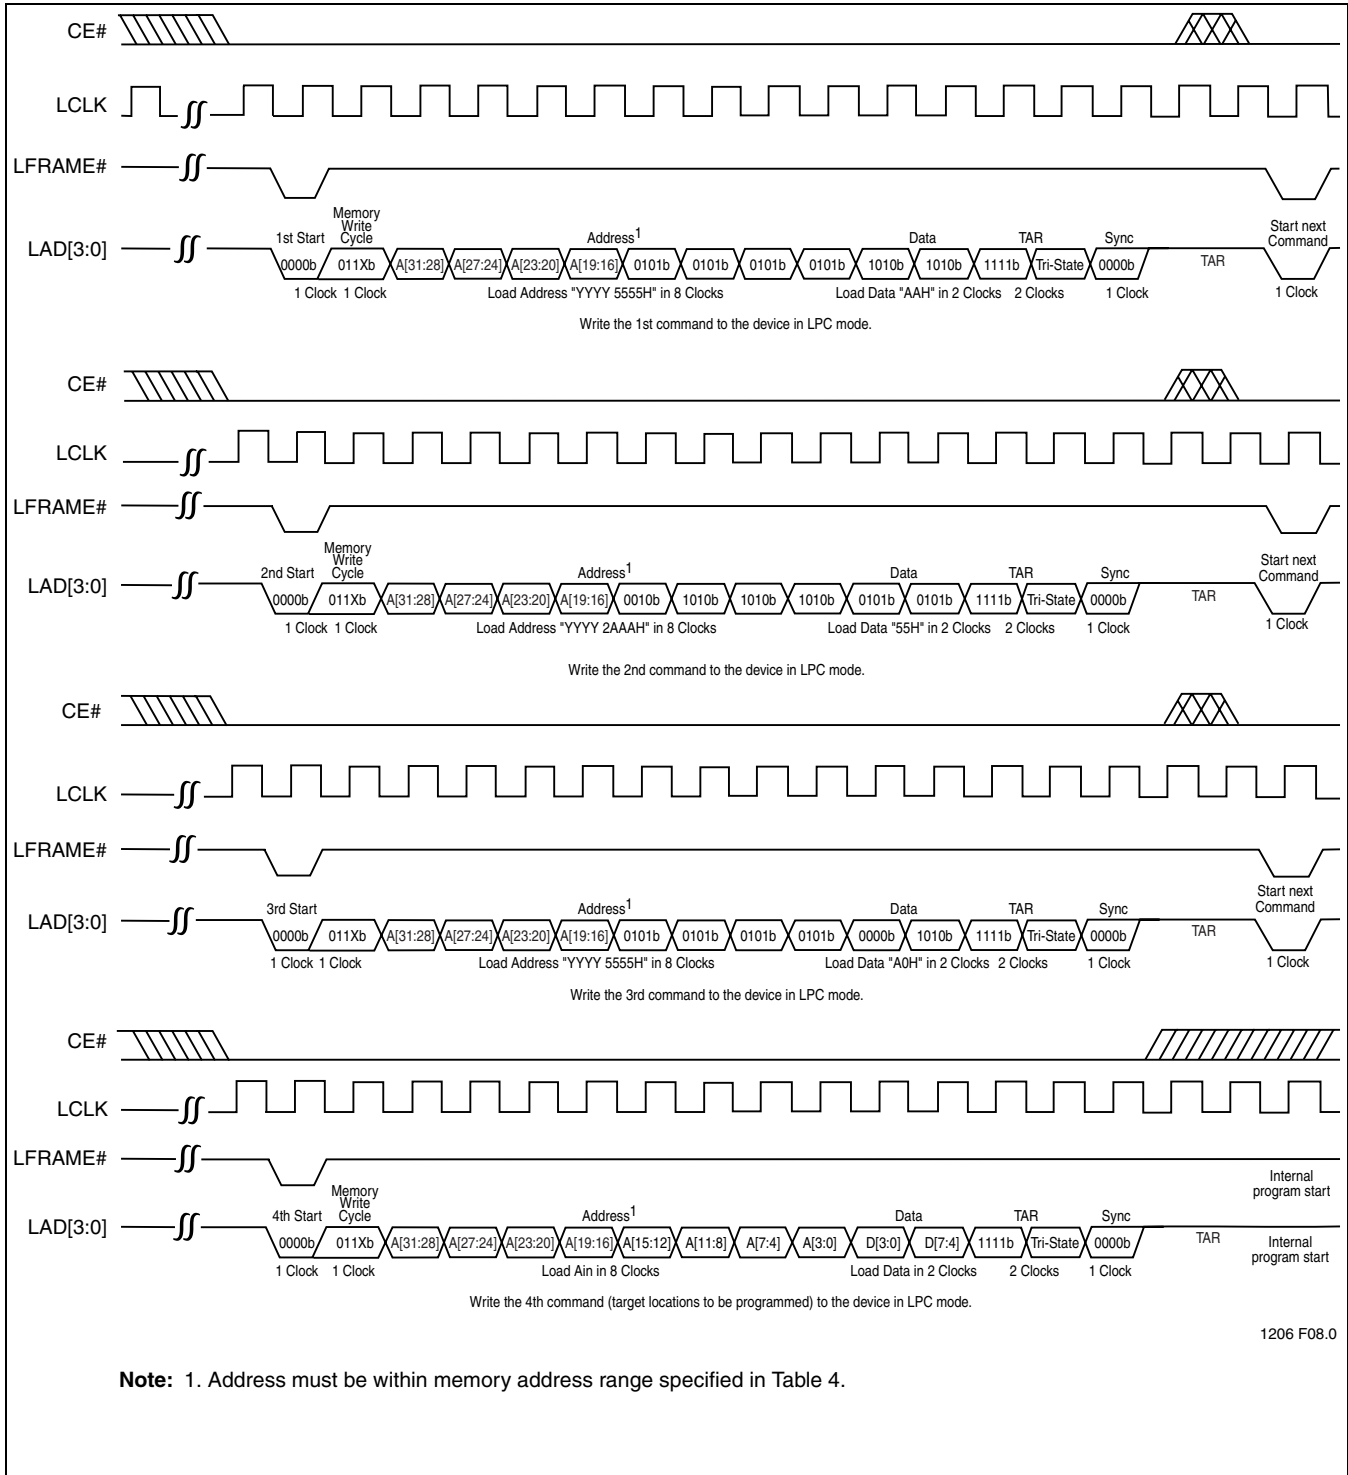 CE#
LCLK
LFRAME#
Memory
Write
Cycle
1st Start Address1 Data TAR Sync Start next
Command
LAD[3:0]
0000b 011Xb A[31:28] A[27:24] A[23:20] A[19:16] 0101b 0101b 0101b 0101b 1010b 1010b 1111b Tri-State 0000b TAR
1 Clock 1 Clock Load Address "YYYY 5555H" in 8 Clocks Load Data "AAH" in 2 Clocks 2 Clocks 1 Clock 1 Clock
Write the 1st command to the device in LPC mode.
CE#
LCLK
LFRAME#
Memory
Write
Cycle
2nd Start Address1 Data TAR Sync Start next
Command
LAD[3:0]
0000b 011Xb A[31:28] A[27:24] A[23:20] A[19:16] 0010b 1010b 1010b 1010b 0101b 0101b 1111b Tri-State 0000b TAR
1 Clock 1 Clock Load Address "YYYY 2AAAH" in 8 Clocks Load Data "55H" in 2 Clocks 2 Clocks 1 Clock 1 Clock
Write the 2nd command to the device in LPC mode.
CE#
LCLK
LFRAME#
3rd Start Address1 Data TAR Sync Start next
Command
LAD[3:0]
0000b 011Xb A[31:28] A[27:24] A[23:20] A[19:16] 0101b 0101b 0101b 0101b 0000b 1010b 1111b Tri-State 0000b TAR
1 Clock 1 Clock Load Address "YYYY 5555H" in 8 Clocks Load Data "A0H" in 2 Clocks 2 Clocks 1 Clock 1 Clock
Write the 3rd command to the device in LPC mode.
CE#
LCLK
LFRAME#
Internal
program start
Memory
Write
Cycle
4th Start Address1 Data TAR Sync
LAD[3:0]
0000b 011Xb A[31:28] A[27:24] A[23:20] A[19:16] A[15:12] A[11:8] A[7:4] A[3:0] D[3:0] D[7:4] 1111b Tri-State 0000b TAR Internal
program start
1 Clock 1 Clock Load Ain in 8 Clocks Load Data in 2 Clocks 2 Clocks 1 Clock
Write the 4th command (target locations to be programmed) to the device in LPC mode.
1206 F08.0
Note: 1. Address must be within memory address range specified in Table 4.